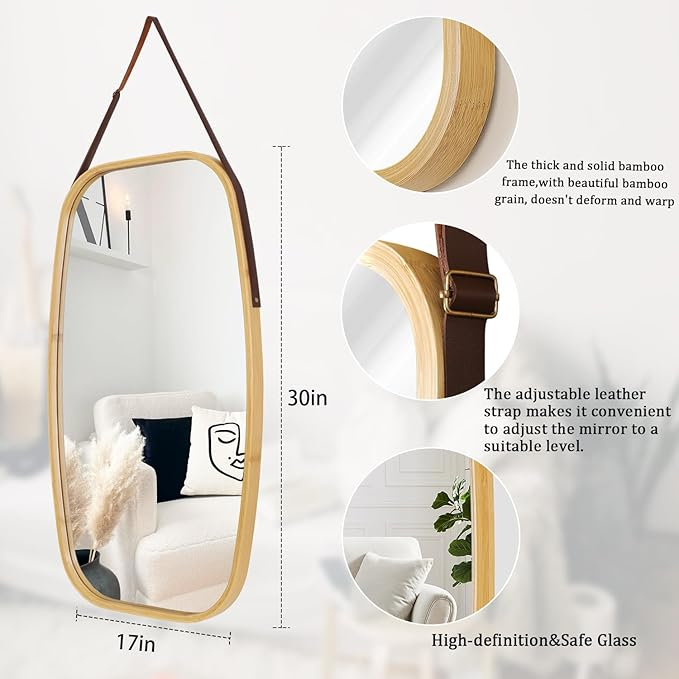 The thick and solid bamboo
frame,with beautiful bamboo
grain, doesn't deform and warp
30in
The adjustable leather
strap makes it convenient
to adjust the mirror to a
suitable level.
17in
High-definition&Safe Glass